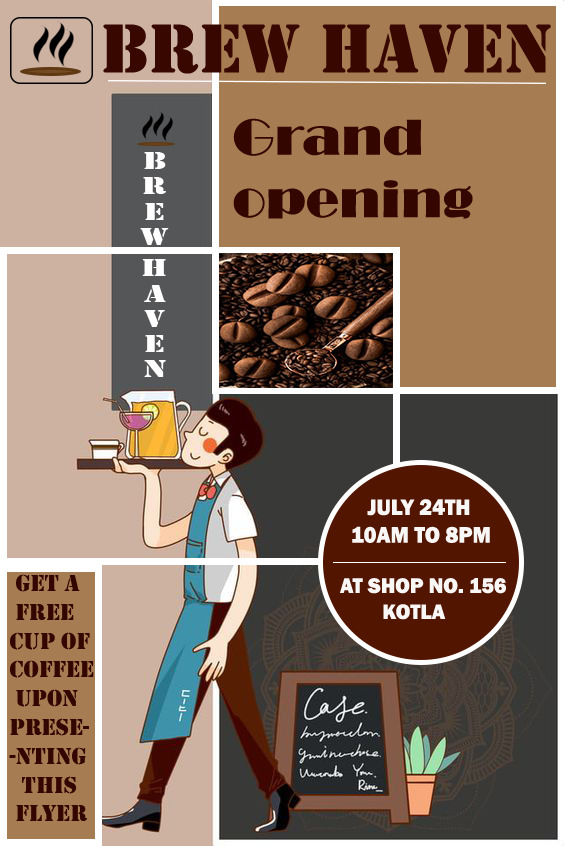 BREW HAVEN
Grand
opening
B
R
E
W
H
A
V
E
N
JULY 24TH
10AM TO 8PM
AT SHOP NO. 156
KOTLA
GET A
FREE
CUP OF
COFFEE
UPON
PRESE-
-NTING
THIS
FLYER